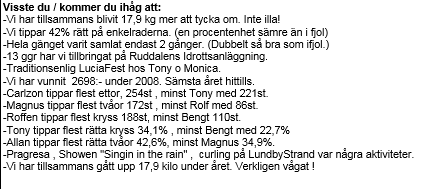 Visste du / kommer du ihåg att:
-Vi har tillsammans blivit 17,9 kg mer att tycka om. Inte illa!
-Vi tippar 42% rätt på enkelraderna. (en procentenhet sämre än i fjol)
-Hela gänget varit samlat endast 2 gånger. (Dubbelt så bra som ifjol.)
-13 ggr har vi tillbringat på Ruddalens Idrottsanläggning.
-Traditionsenlig LuciaFest hos Tony o Monica.
-Vi har vunnit  2698:- under 2008. Sämsta året hittills.
-Carlzon tippar flest ettor, 254st , minst Tony med 221st.
-Magnus tippar flest tvåor 172st , minst Rolf med 86st.
-Roffen tippar flest kryss 188st, minst Bengt 110st.
-Tony tippar flest rätta kryss 34,1% , minst Bengt med 22,7%
-Allan tippar flest rätta tvåor 42,6%, minst Magnus 34,9%.
-Pragresa , Showen "Singin in the rain" ,  curling på LundbyStrand var några aktiviteter.
-Vi har tillsammans gått upp 17,9 kilo under året. Verkligen vågat !